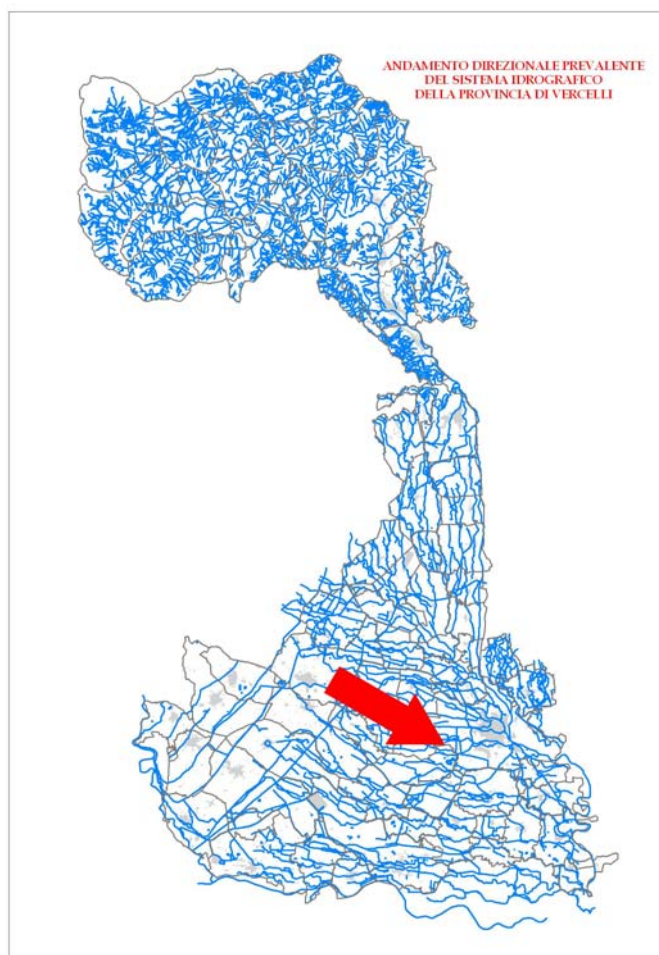 ANDAMENTO DIREZIONALE PREVALENTE
DEL SISTEMA IDROGRAFICO
DELLA PROVINCIA DI VERCELLI